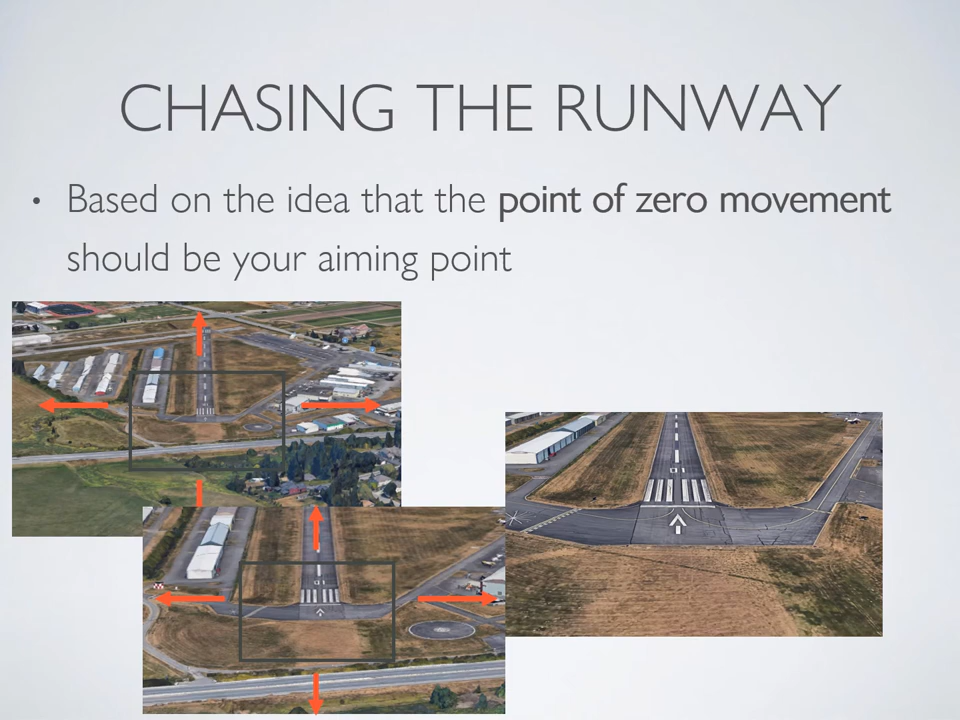 CHASING THE RUNWAY
• Based on the idea that the point of zero movement
should be your aiming point